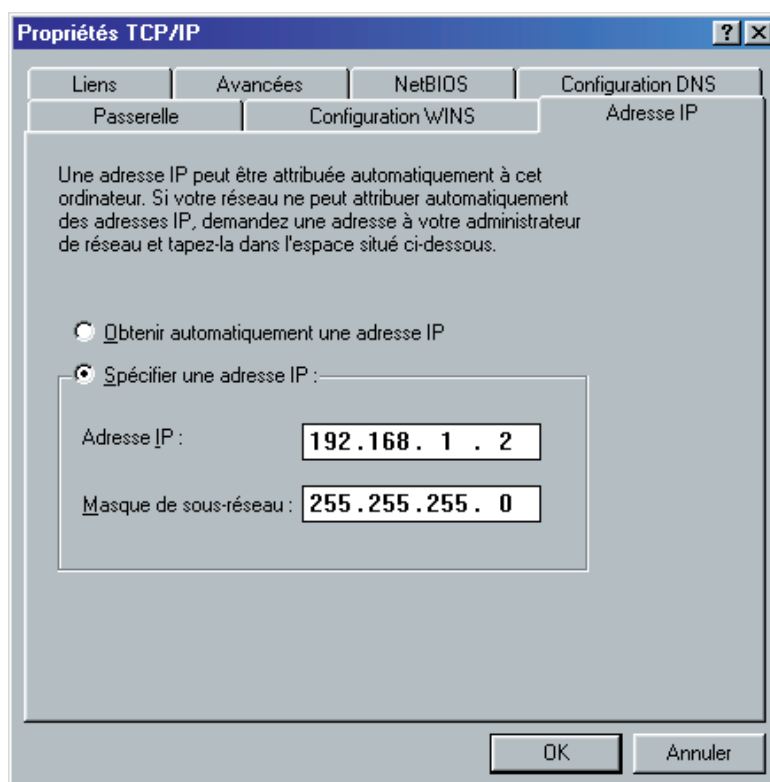 Propriétés TCP/IP
Liens Avancées NetBIOS Configuration DNS
Passerelle Configuration WINS Adresse IP
Une adresse IP peut être attribuée automatiquement à cet
ordinateur. Si votre réseau ne peut attribuer automatiquement
des adresses IP, demandez une adresse à votre administrateur
de réseau et tapez-la dans l'espace situé ci-dessous.
Obtenir automatiquement une adresse IP
Spécifier une adresse IP :
Adresse IP : 192.168. 1 . 2
Masque de sous-réseau : 255.255.255. 0
OK Annuler